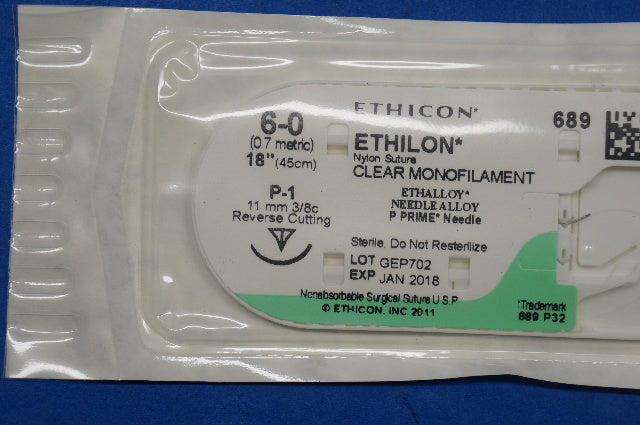 ETHICON*
6-0
(0.7 metric)
18" (45cm)
P-1
11 mm 3/8c
Reverse Cutting
689
ETHILON*
Nylon Suture
CLEAR MONOFILAMENT
ETHALLOY*
NEEDLE ALLOY
P PRIME* Needle
Sterile, Do Not Resterilize
LOT GEP702
EXP JAN 2018
Nonabsorbable Surgical Suture U.S.P.
© ETHICON, INC 2011
*Trademark
689 P32